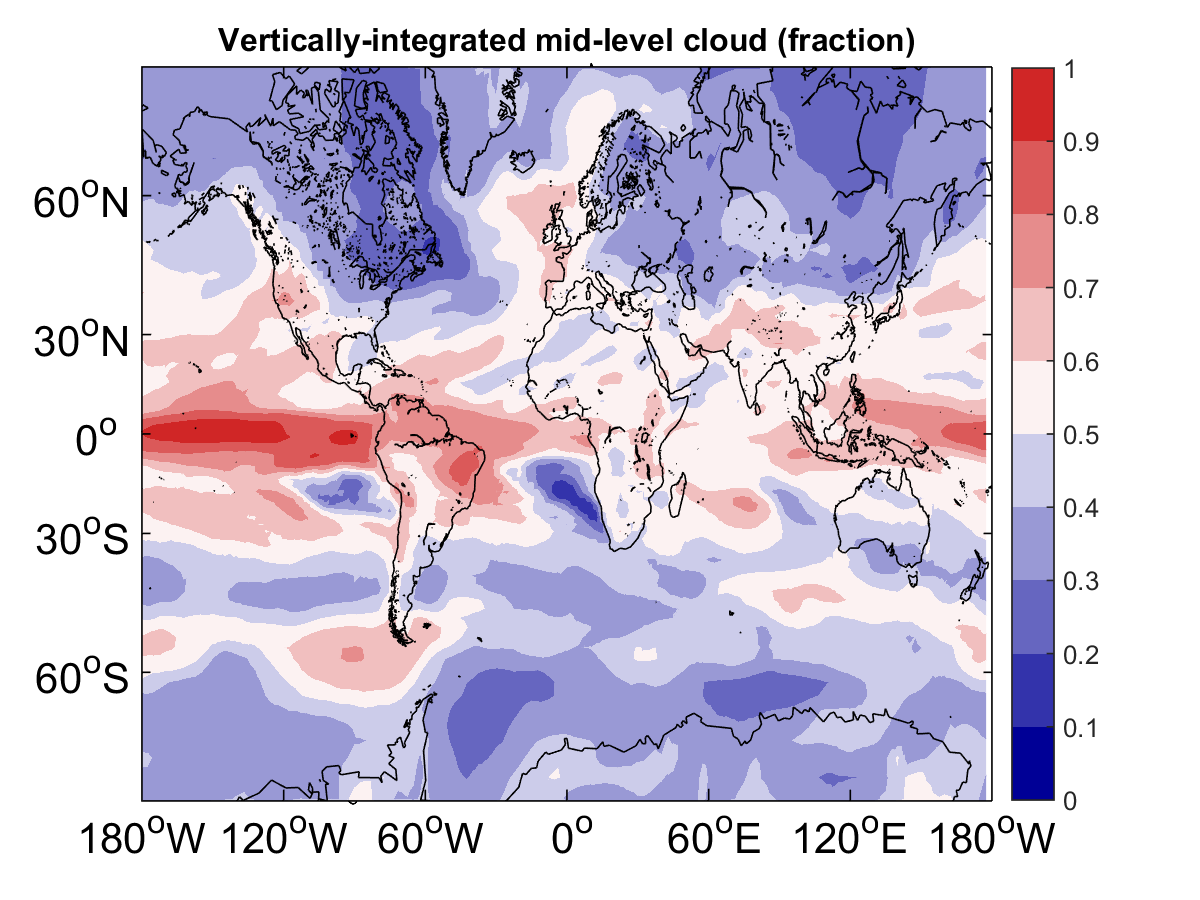 Vertically-integrated mid-level cloud (fraction)
60°N
30°N
0°
30°S
60°S
180°W 120°W 60°W 0° 60°E 120°E 180°W
1
0.9
0.8
0.7
0.6
0.5
0.4
0.3
0.2
0.1
0